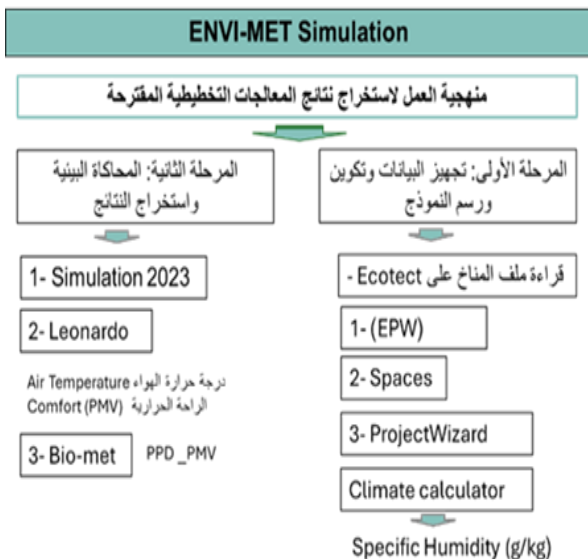 ENVI-MET Simulation
منهجية العمل لاستخراج نتائج المعالجات التخطيطية المقترحة
المرحلة الأولى: تجهيز البيانات وتكوين
ورسم النموذج
قراءة ملف المناخ على Ecotect -
1- (EPW)
2- Spaces
3- ProjectWizard
Climate calculator
Specific Humidity (g/kg)
المرحلة الثانية: المحاكاة البيئية
واستخراج النتائج
1- Simulation 2023
2- Leonardo
Air Temperature درجة حرارة الهواء
Comfort (PMV) الراحة الحرارية
3- Bio-met PPD_PMV